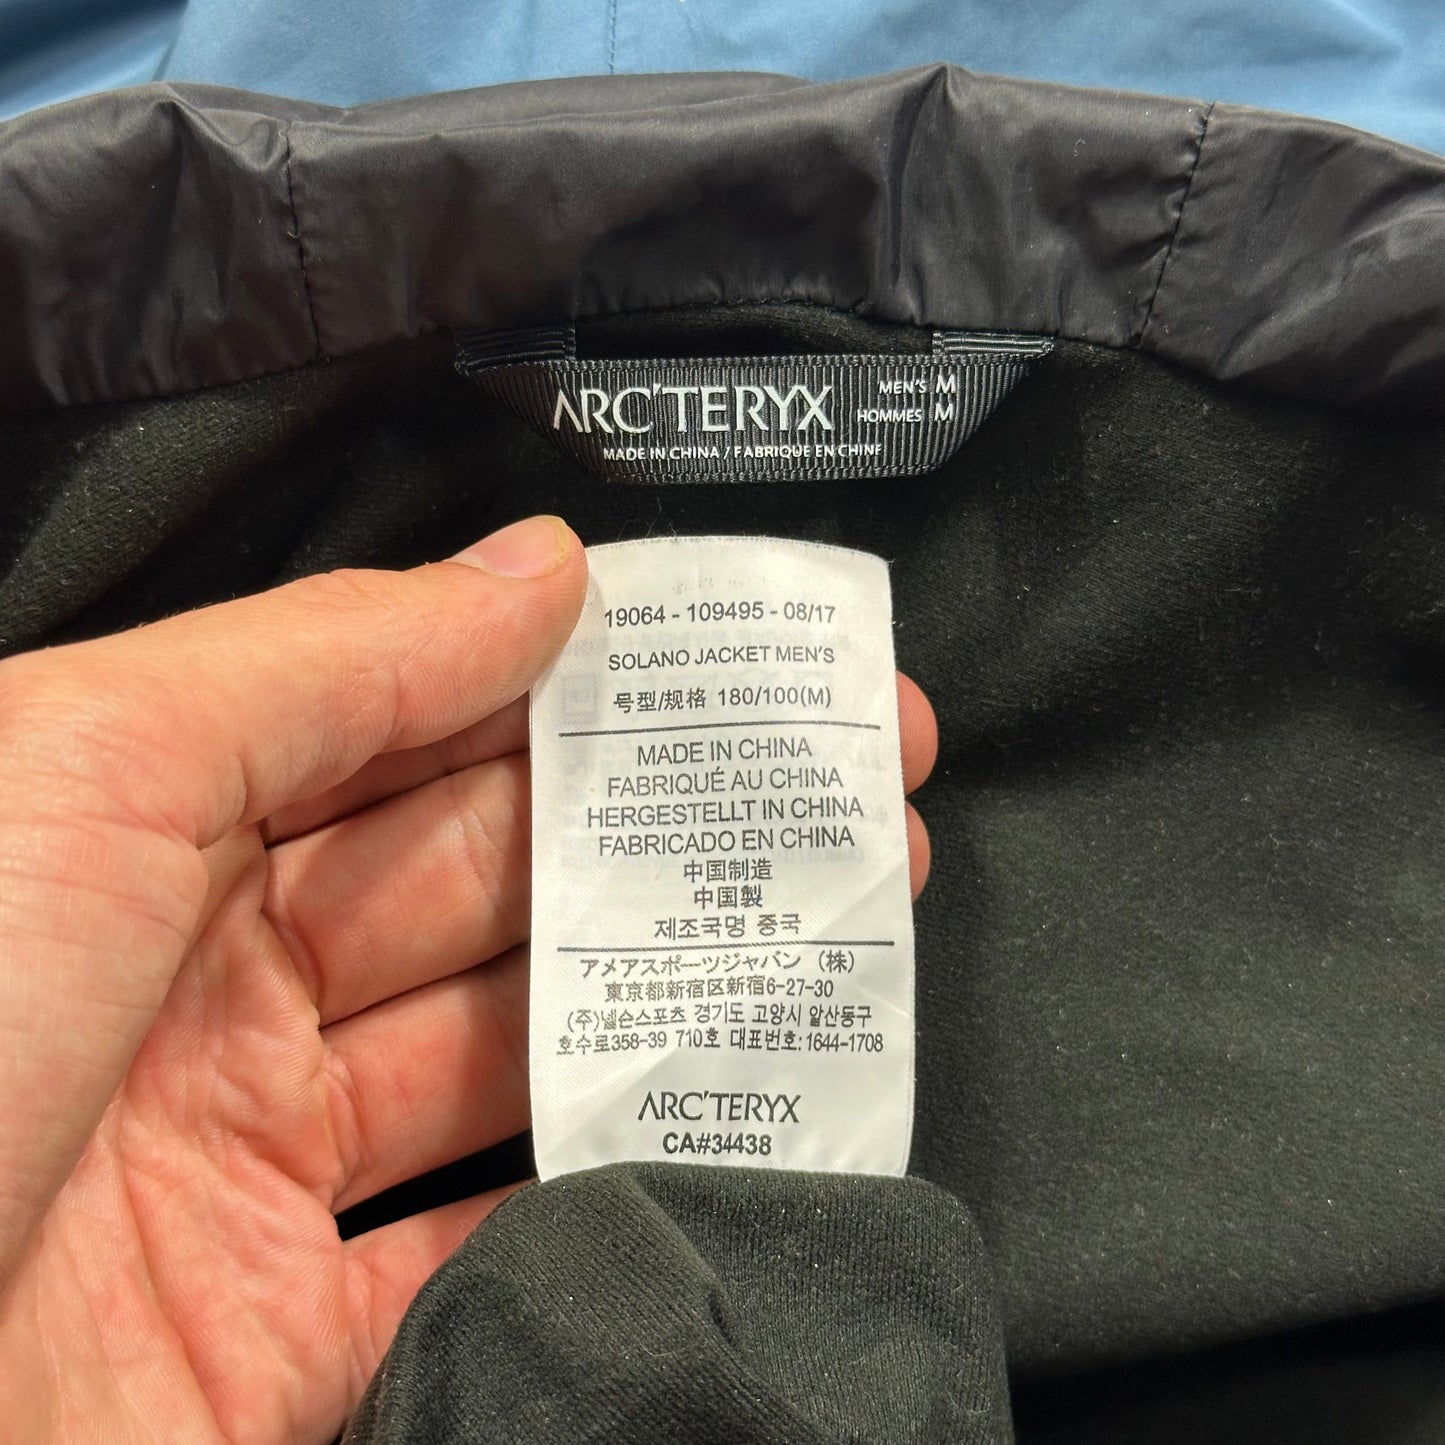 ARC'TERYX
MEN'S M
HOMMES M
MADE IN CHINA / FABRIQUE EN CHINE
19064 - 109495 - 08/17
SOLANO JACKET MEN'S
号型/规格 180/100(M)
MADE IN CHINA
FABRIQUÉ AU CHINA
HERGESTELLT IN CHINA
FABRICADO EN CHINA
中国制造
中国製
제조국명 중국
アメアスポーツジャパン（株）
東京都新宿区新宿6-27-30
(주)넬슨스포츠 경기도 고양시 일산동구
호수로358-39 710호 대표번호:1644-1708
ARC'TERYX
CA#34438